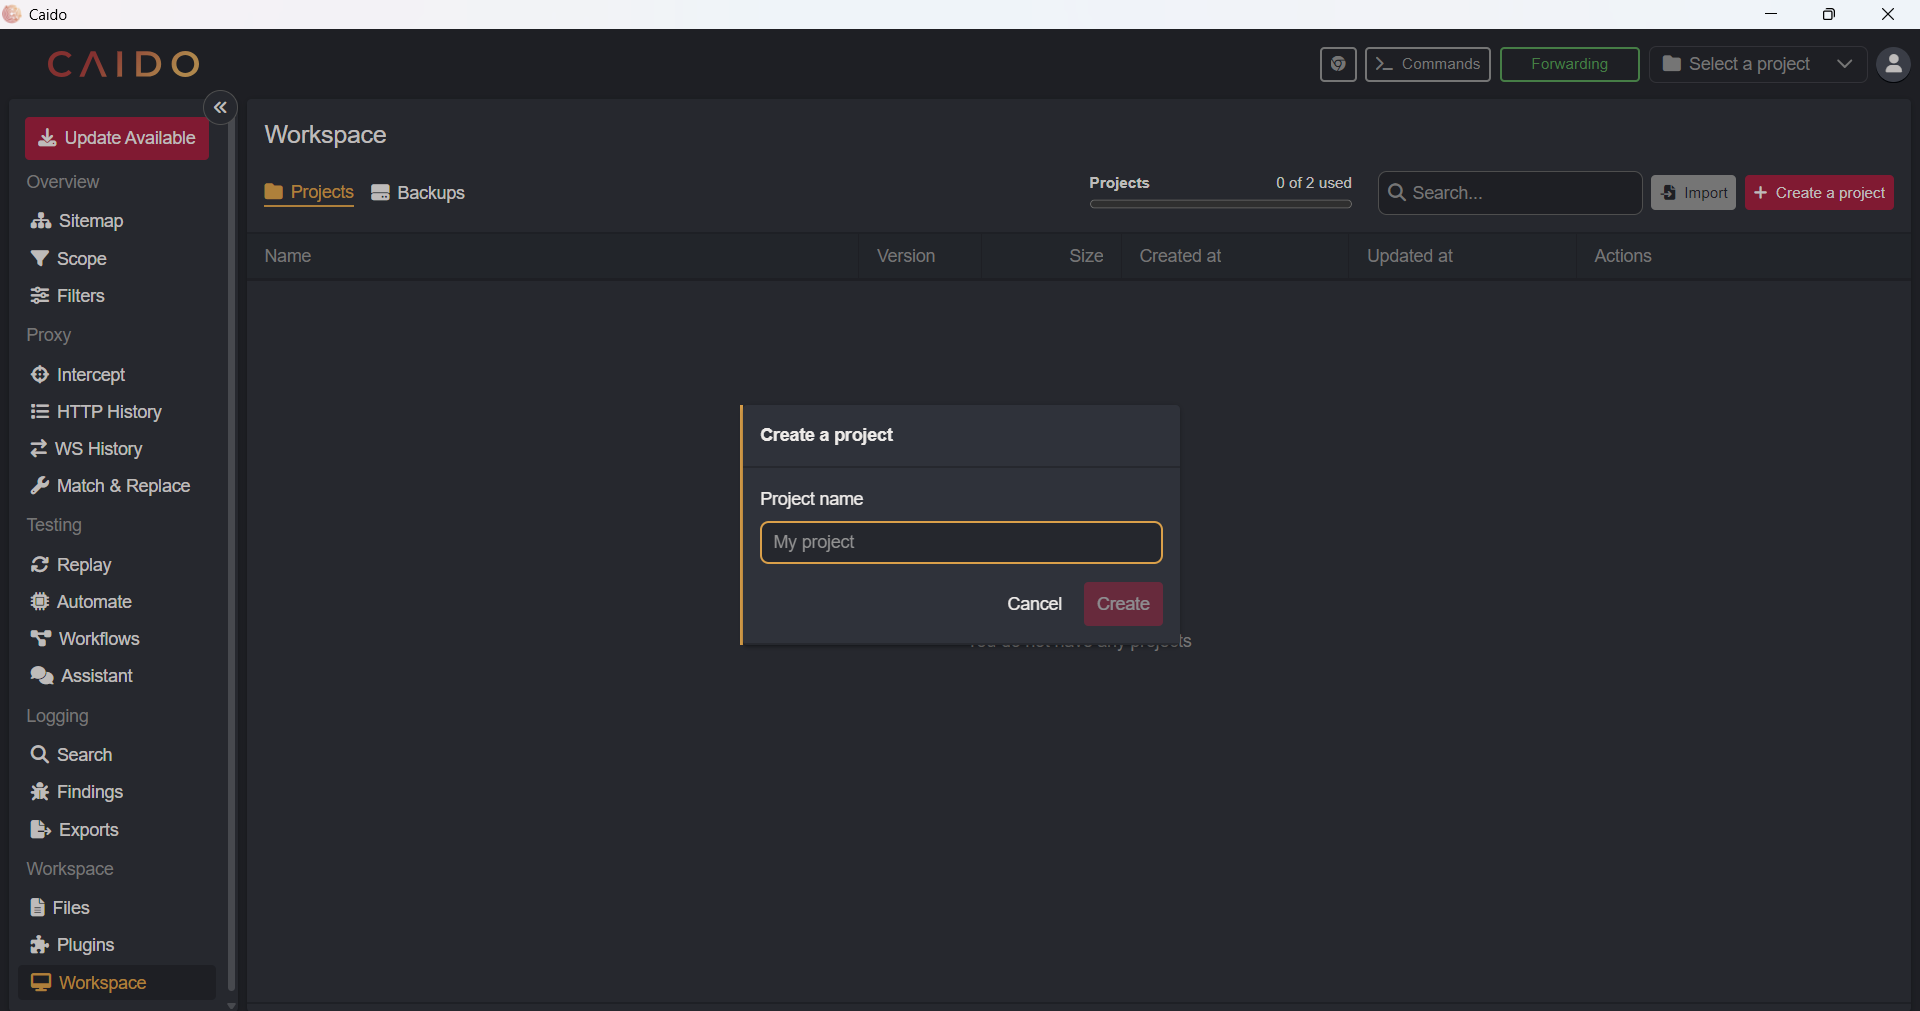 Caido
CAIDO
Commands
Forwarding
Select a project
Update Available
Overview
Sitemap
Scope
Filters
Proxy
Intercept
HTTP History
WS History
Match & Replace
Testing
Replay
Automate
Workflows
Assistant
Logging
Search
Findings
Exports
Workspace
Files
Plugins
Workspace
Workspace
Projects
Backups
Projects
0 of 2 used
Search...
Import
Create a project
Name Version Size Created at Updated at Actions
Create a project
Project name
My project
Cancel
Create
You do not have any projects